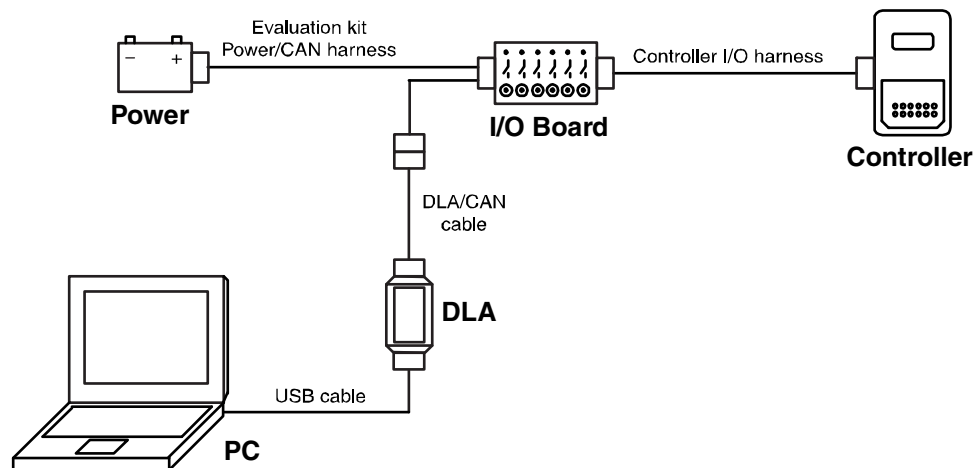 Evaluation kit
Power/CAN harness
Controller I/O harness
− +
Power
I/O Board
Controller
DLA/CAN
cable
DLA
USB cable
PC